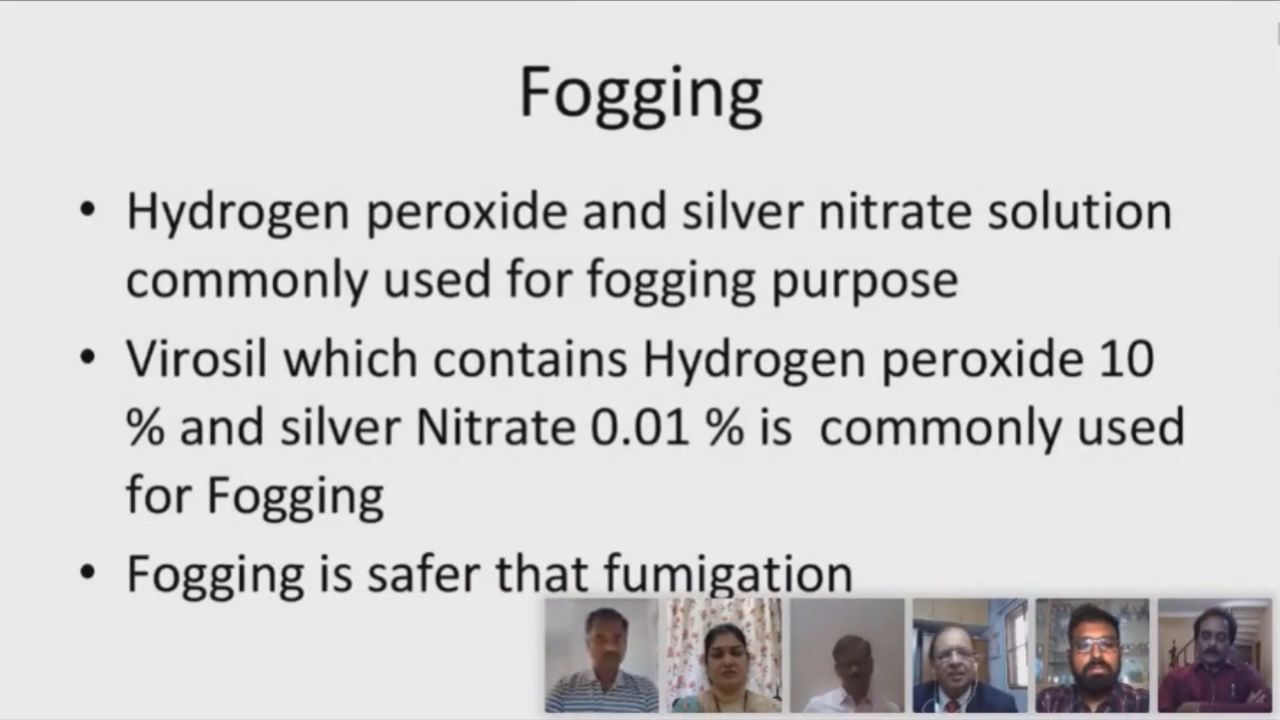 Fogging
• Hydrogen peroxide and silver nitrate solution
commonly used for fogging purpose
• Virosil which contains Hydrogen peroxide 10
% and silver Nitrate 0.01 % is  commonly used
for Fogging
• Fogging is safer that fumigation